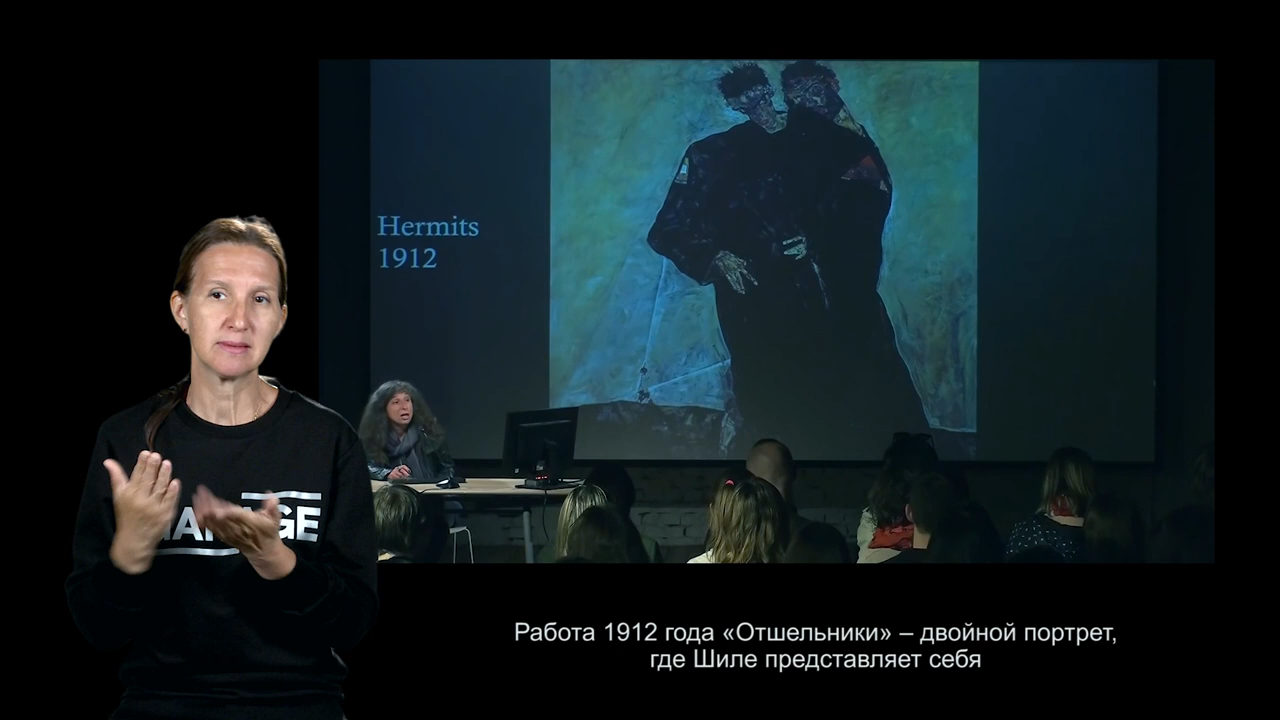 Hermits
1912
Работа 1912 года «Отшельники» – двойной портрет,
где Шиле представляет себя